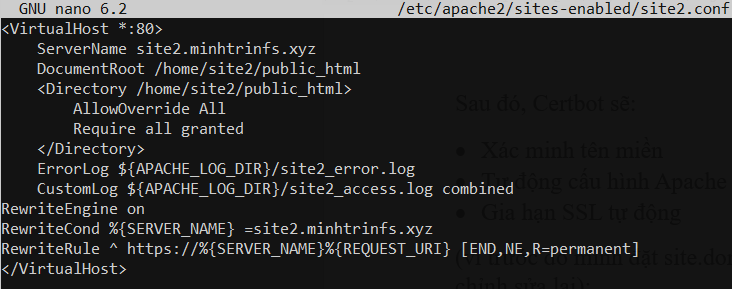 GNU nano 6.2 /etc/apache2/sites-enabled/site2.conf
<VirtualHost *:80>
    ServerName site2.minhtrinfs.xyz
    DocumentRoot /home/site2/public_html
    <Directory /home/site2/public_html>
        AllowOverride All
        Require all granted
    </Directory>
    ErrorLog ${APACHE_LOG_DIR}/site2_error.log
    CustomLog ${APACHE_LOG_DIR}/site2_access.log combined
RewriteEngine on
RewriteCond %{SERVER_NAME} =site2.minhtrinfs.xyz
RewriteRule ^ https://%{SERVER_NAME}%{REQUEST_URI} [END,NE,R=permanent]
</VirtualHost>
Sau đó, Certbot sẽ:
• Xác minh tên miền
• Tự động cấu hình Apache
• Gia hạn SSL tự động